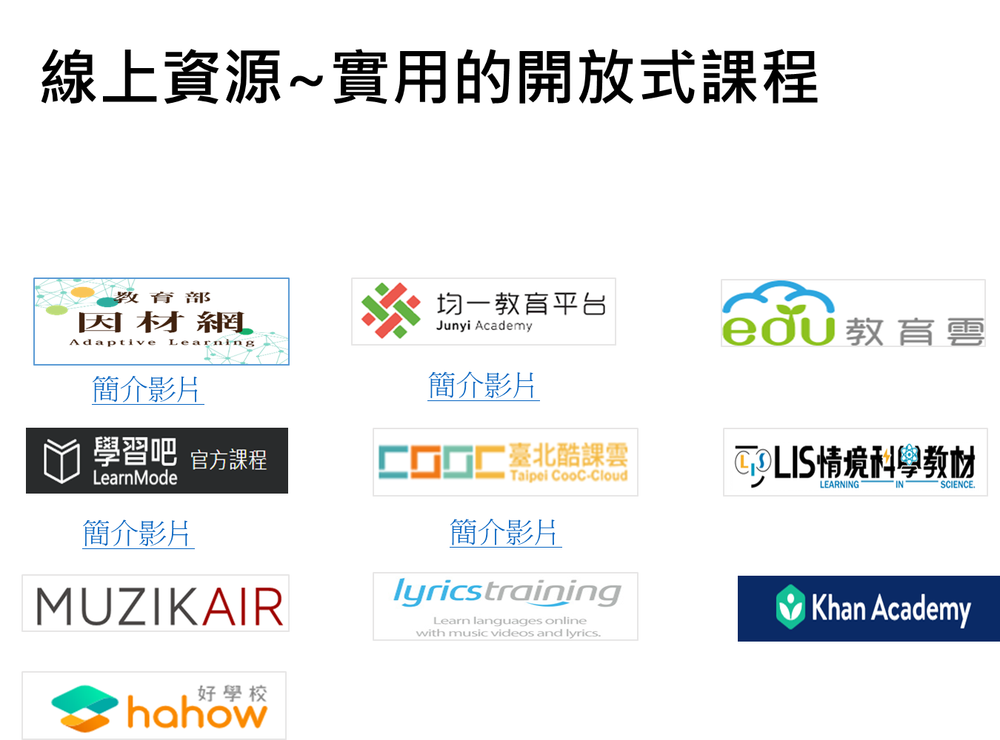 線上資源~實用的開放式課程
教育部
因材網
Adaptive Learning
均一教育平台
Junyi Academy
edu 教育雲
簡介影片
簡介影片
學習吧 官方課程
LearnMode
COOC 臺北酷課雲
Taipei CooC-Cloud
LIS LIS情境科學教材
LEARNING IN SCIENCE.
簡介影片
簡介影片
MUZIKAIR
lyricstraining
Learn languages online
with music videos and lyrics.
Khan Academy
好學校
hahow